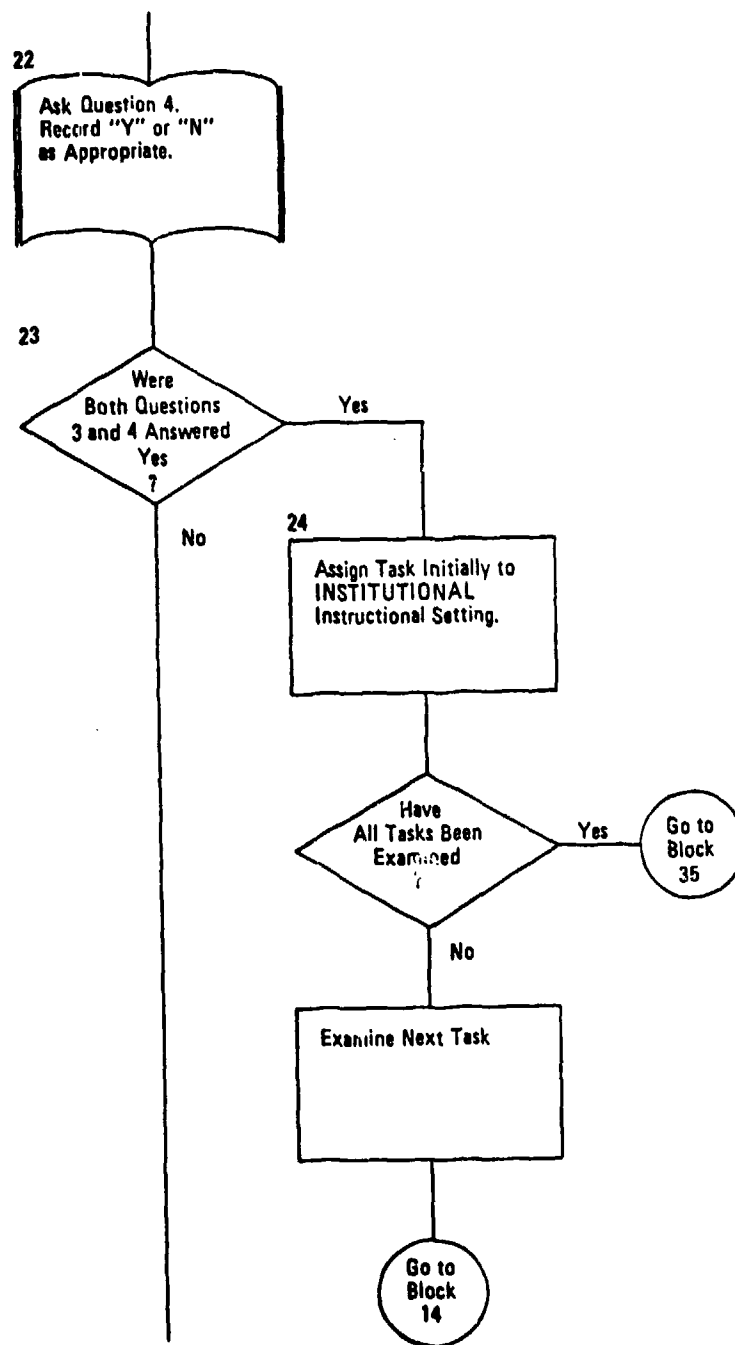 22
Ask Question 4.
Record "Y" or "N"
as Appropriate.
23
Were
Both Questions
3 and 4 Answered
Yes
?
Yes
No
24
Assign Task Initially to
INSTITUTIONAL
Instructional Setting.
Have
All Tasks Been
Examined
?
Yes
Go to
Block
35
No
Examine Next Task
Go to
Block
14